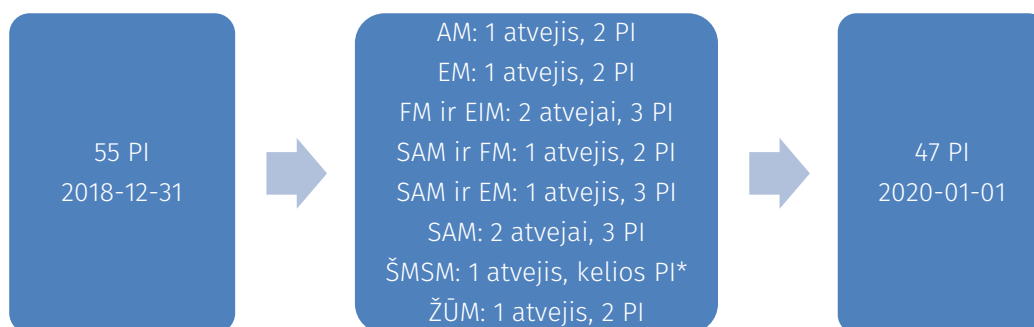 55 PI
2018-12-31
AM: 1 atvejis, 2 PI
EM: 1 atvejis, 2 PI
FM ir EIM: 2 atvejai, 3 PI
SAM ir FM: 1 atvejis, 2 PI
SAM ir EM: 1 atvejis, 3 PI
SAM: 2 atvejai, 3 PI
ŠMSM: 1 atvejis, kelios PI*
ŽŪM: 1 atvejis, 2 PI
47 PI
2020-01-01